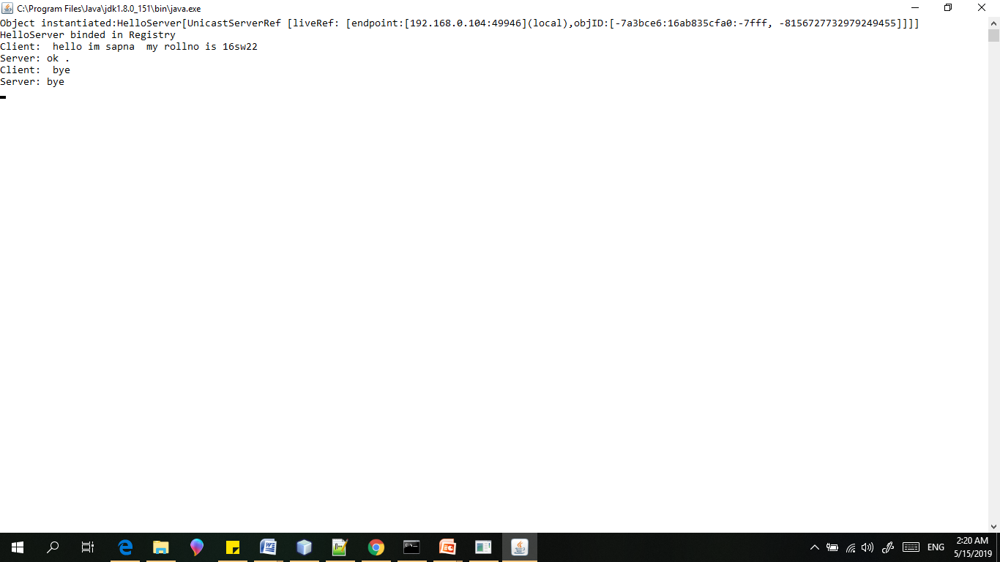 C:\Program Files\Java\jdk1.8.0_151\bin\java.exe
Object instantiated:HelloServer[UnicastServerRef [liveRef: [endpoint:[192.168.0.104:49946](local),objID:[-7a3bce6:16ab835cfa0:-7fff, -8156727732979249455]]]]
HelloServer binded in Registry
Client:  hello im sapna  my rollno is 16sw22
Server: ok .
Client:  bye
Server: bye
ENG
2:20 AM
5/15/2019